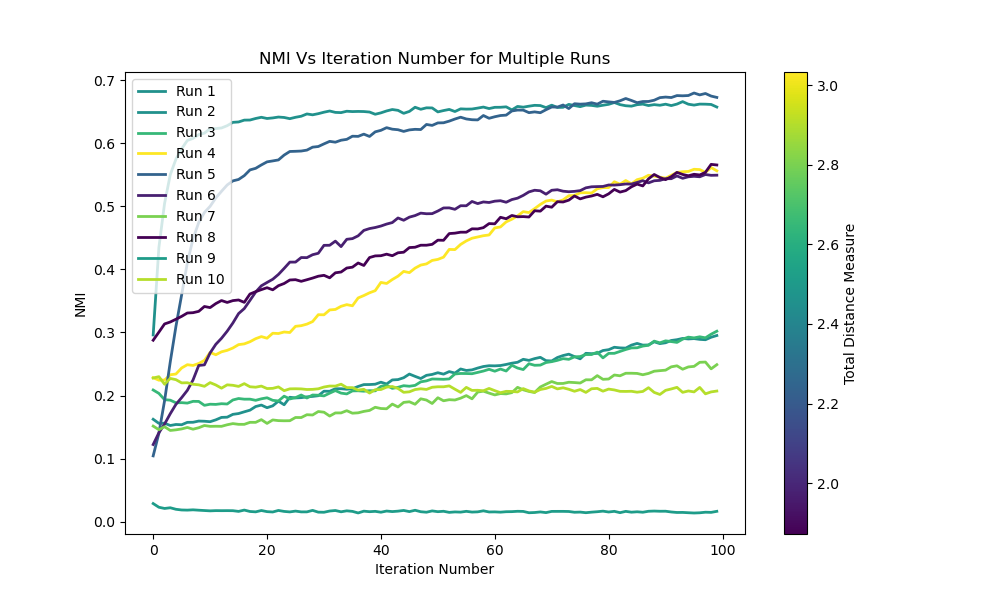 NMI Vs Iteration Number for Multiple Runs
0.7
0.6
0.5
0.4
0.3
0.2
0.1
0.0
NMI
Run 1
Run 2
Run 3
Run 4
Run 5
Run 6
Run 7
Run 8
Run 9
Run 10
0
20
40
60
80
100
Iteration Number
3.0
2.8
2.6
2.4
2.2
2.0
Total Distance Measure